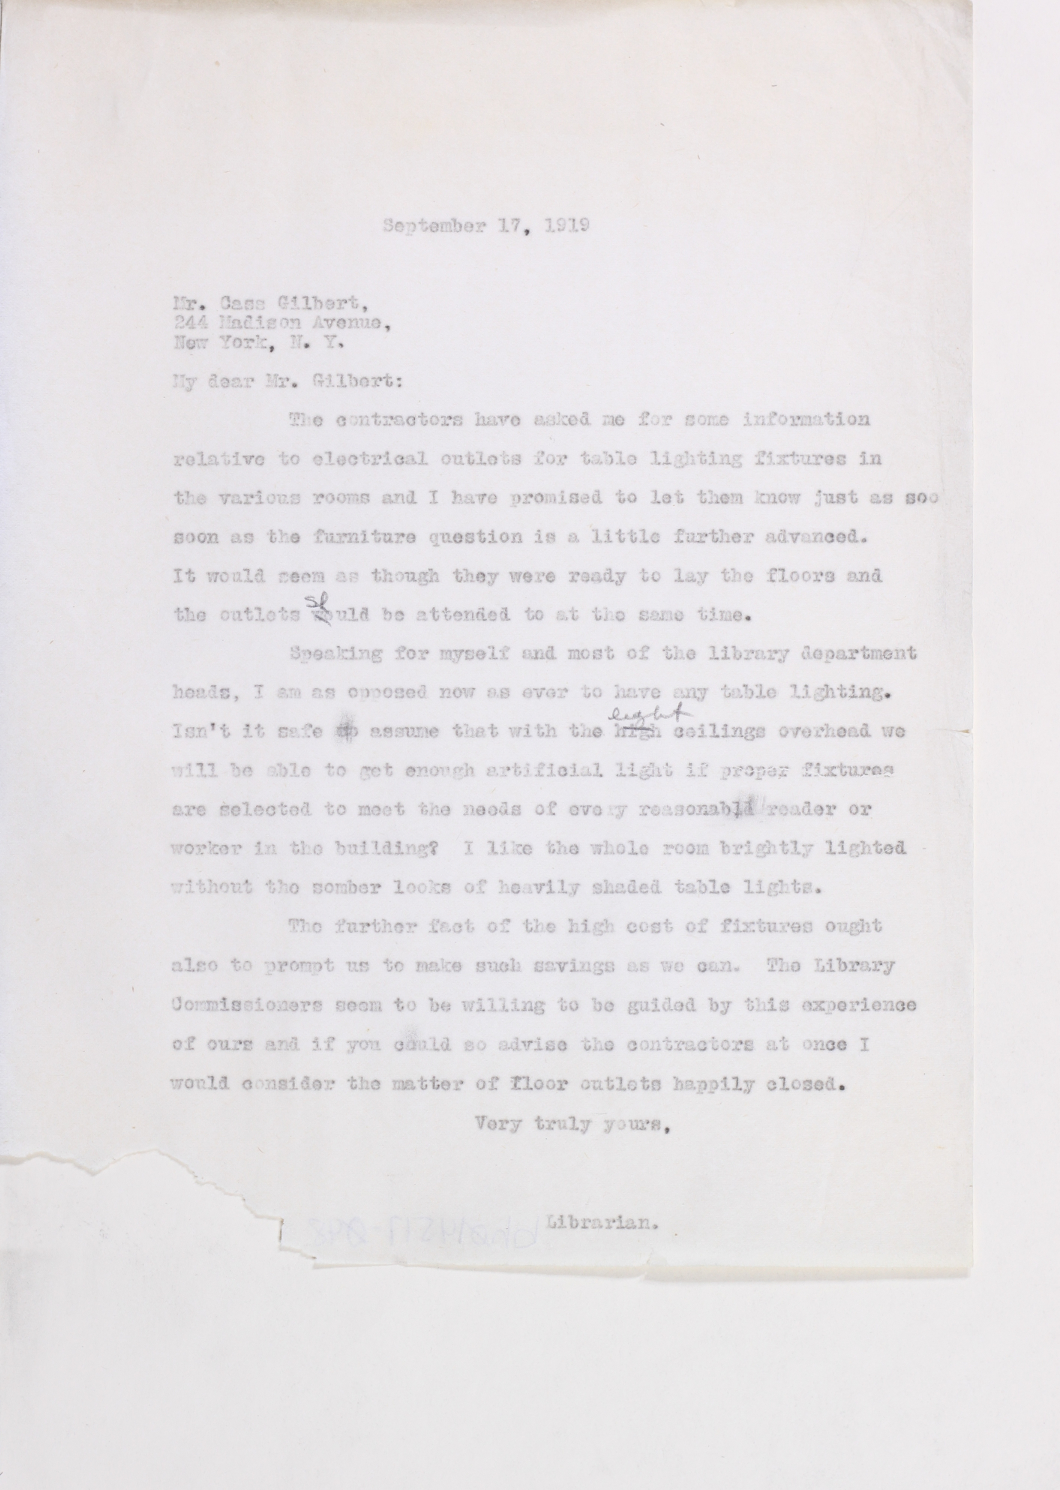 September 17, 1919
Mr. Cass Gilbert,
244 Madison Avenue,
New York, N. Y.
My dear Mr. Gilbert:
The contractors have asked me for some information
relative to electrical outlets for table lighting fixtures in
the various rooms and I have promised to let them know just as soo
soon as the furniture question is a little further advanced.
It would seem as though they were ready to lay the floors and
sh
the outlets would be attended to at the same time.
Speaking for myself and most of the library department
heads, I am as opposed now as ever to have any table lighting.
light
Isn't it safe to assume that with the high ceilings overhead we
will be able to get enough artificial light if proper fixtures
are selected to meet the needs of every reasonable reader or
worker in the building? I like the whole room brightly lighted
without the somber looks of heavily shaded table lights.
The further fact of the high cost of fixtures ought
also to prompt us to make such savings as we can. The Library
Commissioners seem to be willing to be guided by this experience
of ours and if you could so advise the contractors at once I
would consider the matter of floor outlets happily closed.
Very truly yours,
Librarian.